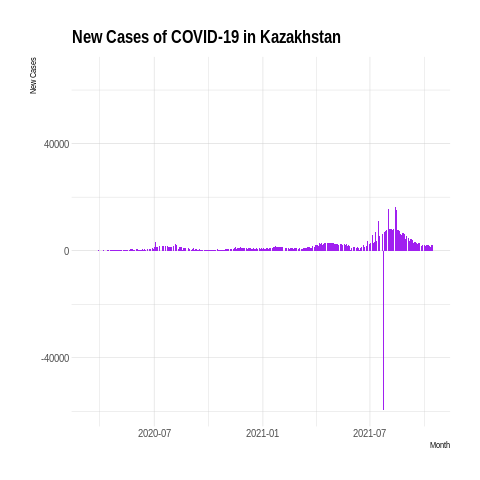 New Cases of COVID-19 in Kazakhstan
New Cases
40000
0
-40000
2020-07
2021-01
2021-07
Month